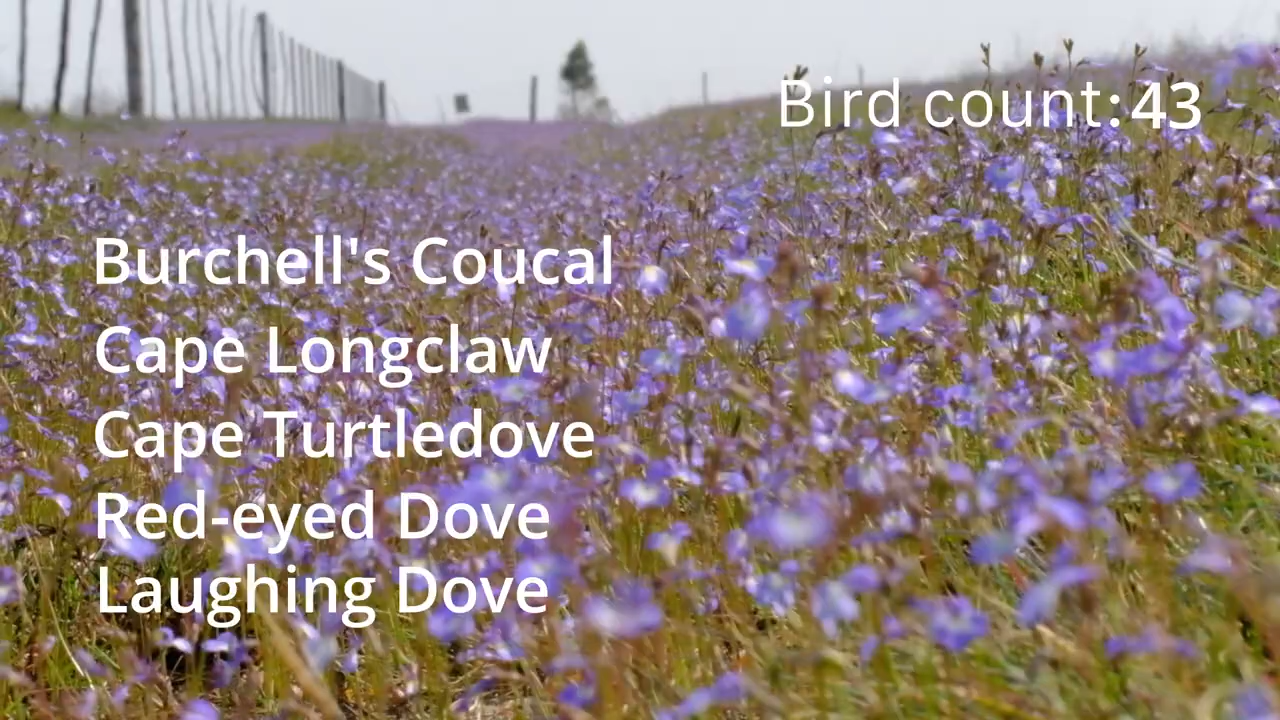 Bird count:43
Burchell's Coucal
Cape Longclaw
Cape Turtledove
Red-eyed Dove
Laughing Dove